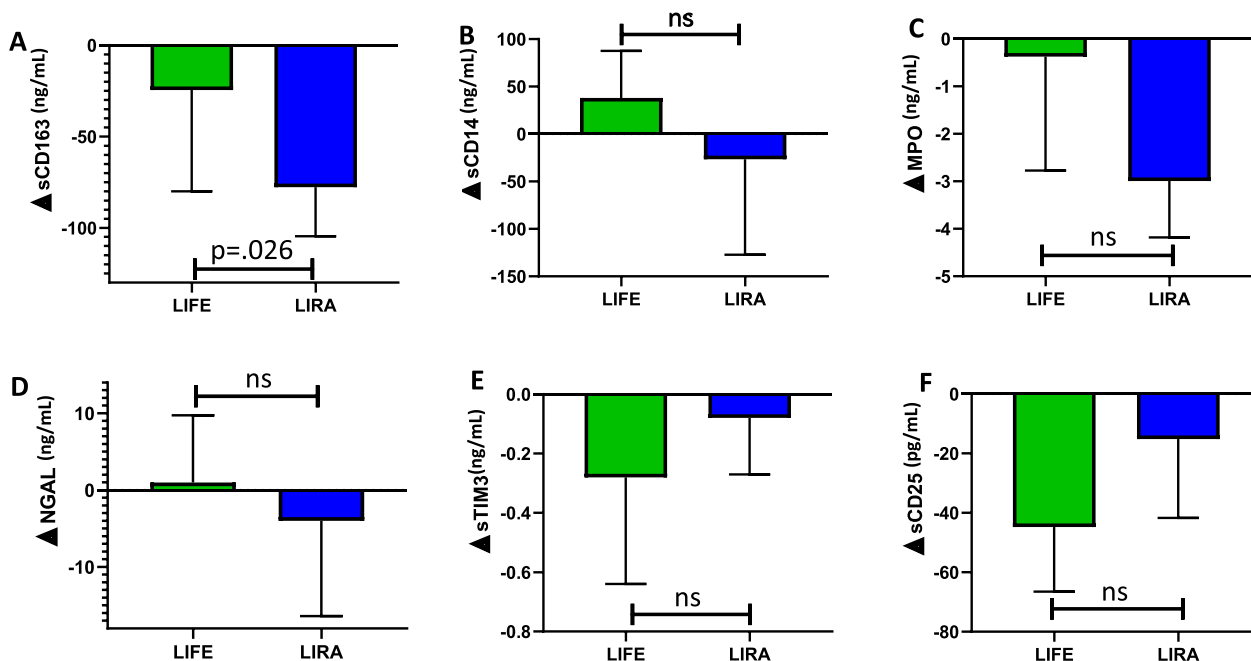 A
▲ sCD163 (ng/mL)
0
-50
-100
p=.026
LIFE
LIRA
B
▲ sCD14 (ng/mL)
100
50
0
-50
-100
-150
ns
LIFE
LIRA
C
▲ MPO (ng/mL)
0
-1
-2
-3
-4
-5
ns
LIFE
LIRA
D
▲ NGAL (ng/mL)
10
0
-10
ns
LIFE
LIRA
E
▲ sTIM3 (ng/mL)
0.0
-0.2
-0.4
-0.6
-0.8
ns
LIFE
LIRA
F
▲ sCD25 (pg/mL)
0
-20
-40
-60
-80
ns
LIFE
LIRA